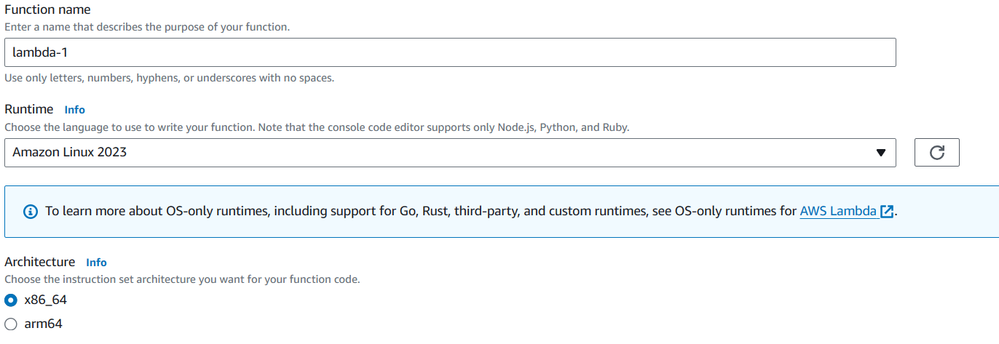 Function name
Enter a name that describes the purpose of your function.
lambda-1
Use only letters, numbers, hyphens, or underscores with no spaces.
Runtime Info
Choose the language to use to write your function. Note that the console code editor supports only Node.js, Python, and Ruby.
Amazon Linux 2023
To learn more about OS-only runtimes, including support for Go, Rust, third-party, and custom runtimes, see OS-only runtimes for AWS Lambda.
Architecture Info
Choose the instruction set architecture you want for your function code.
x86_64
arm64